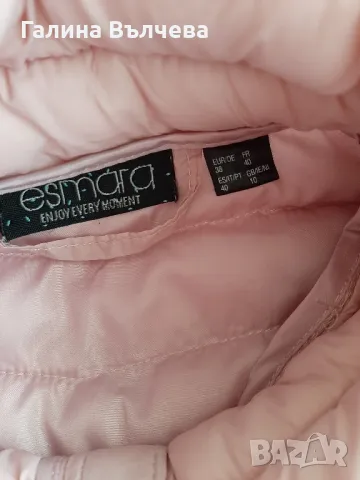 Галина Вълчева
esmara
ENJOY EVERY MOMENT
EUR/DE FR
38 40
ES/IT/PT GB/IE/NI
40 10
BAZAR